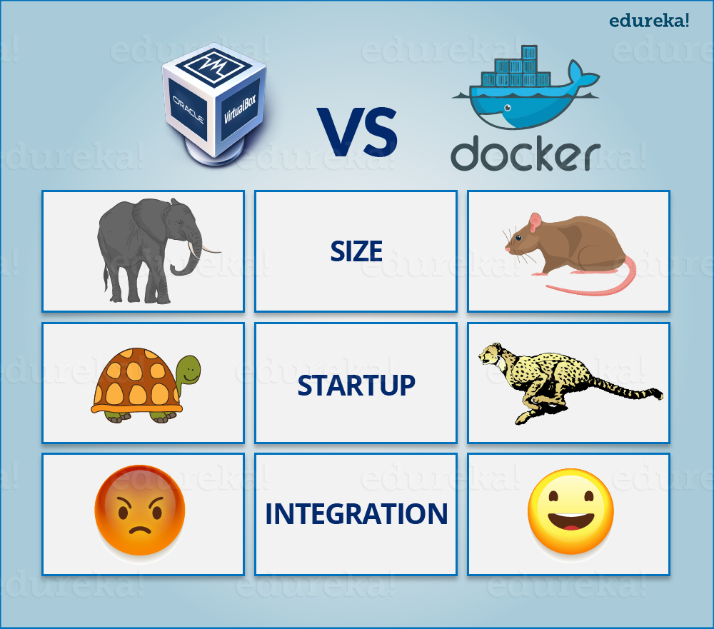 edureka!
ORACLE
VirtualBox
VS
docker
SIZE
STARTUP
INTEGRATION